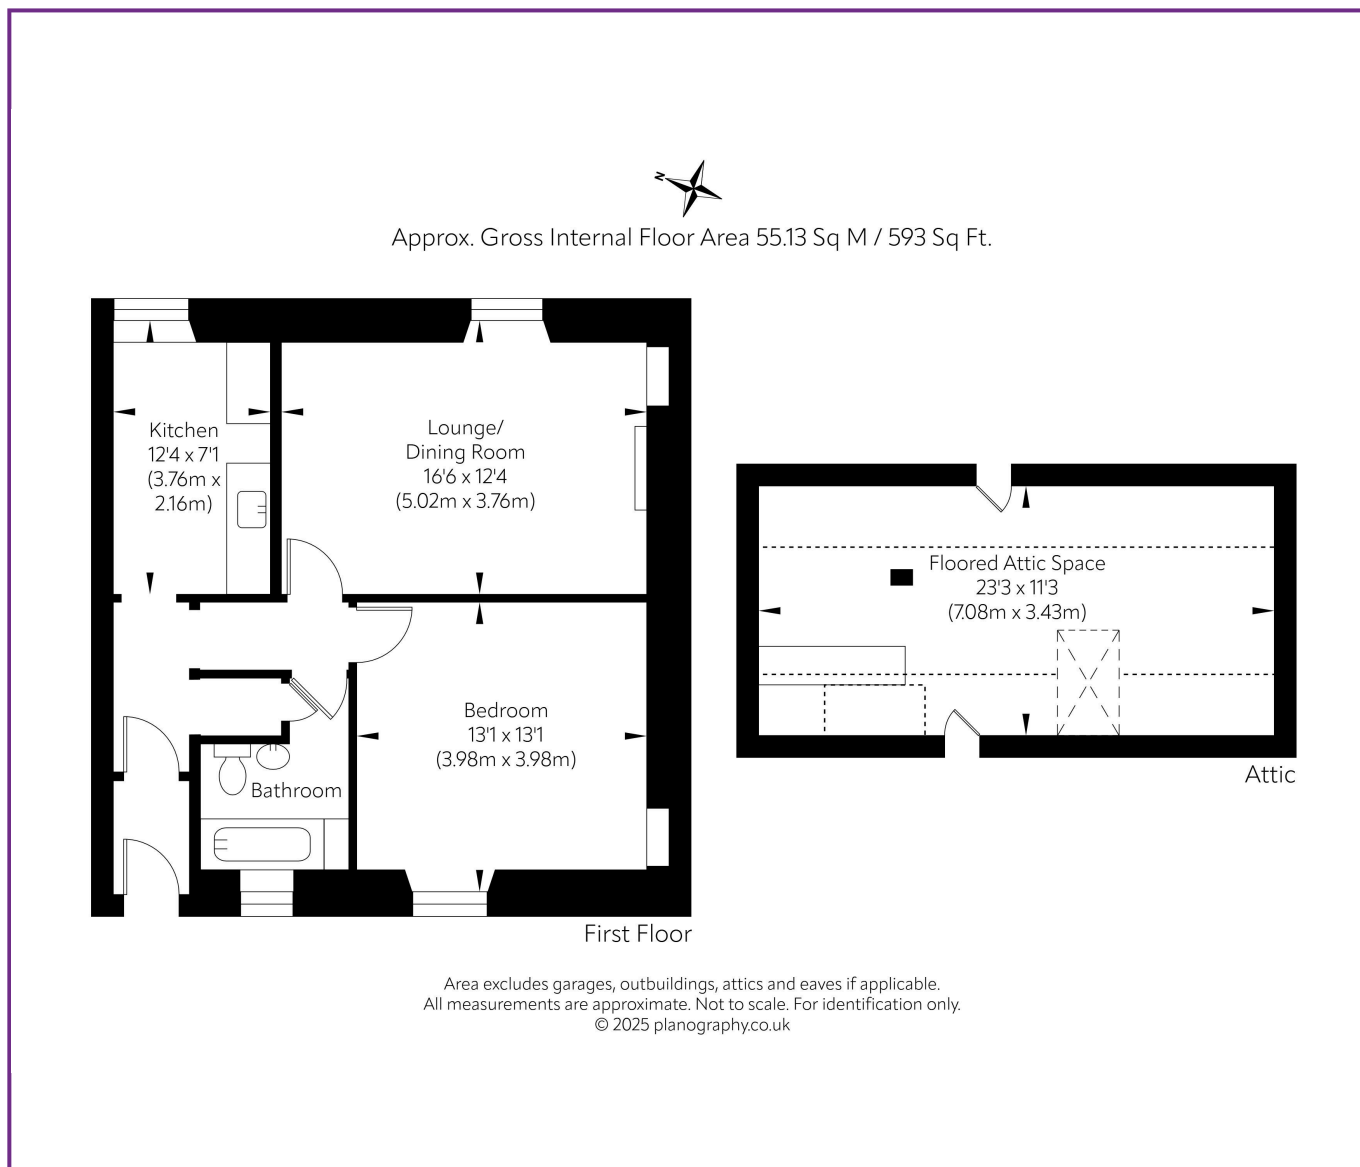 N
Approx. Gross Internal Floor Area 55.13 Sq M / 593 Sq Ft.
Kitchen
12'4 x 7'1
(3.76m x
2.16m)
Lounge/
Dining Room
16'6 x 12'4
(5.02m x 3.76m)
Bedroom
13'1 x 13'1
(3.98m x 3.98m)
Bathroom
First Floor
Floored Attic Space
23'3 x 11'3
(7.08m x 3.43m)
Attic
Area excludes garages, outbuildings, attics and eaves if applicable.
All measurements are approximate. Not to scale. For identification only.
© 2025 planography.co.uk